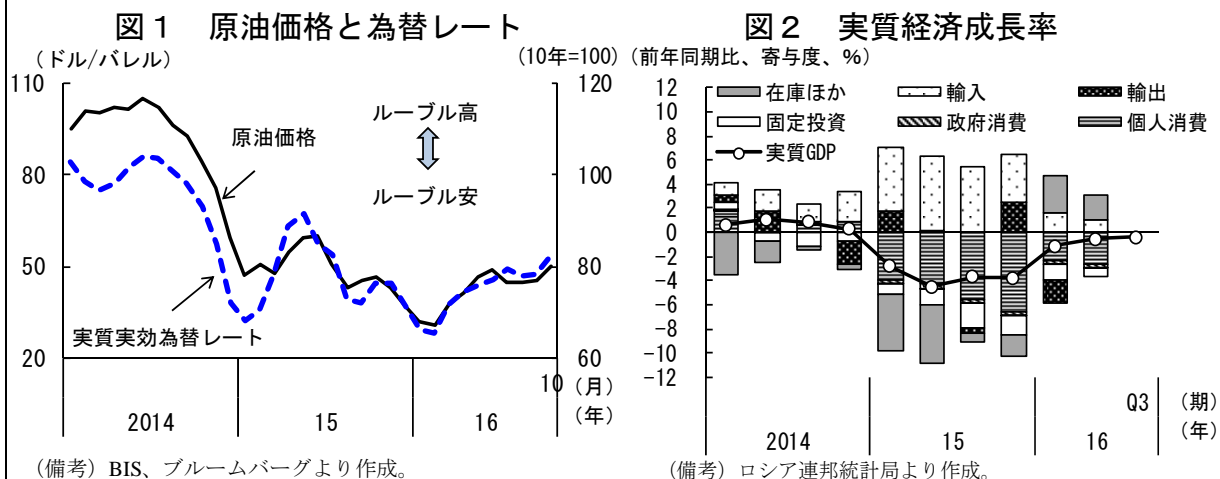 図１　原油価格と為替レート
（ドル/バレル）
(10年=100)
110
80
50
20
120
100
80
60
ルーブル高
ルーブル安
原油価格
実質実効為替レート
10（月）
（年）
2014
15
16
（備考）BIS、ブルームバーグより作成。
図２　実質経済成長率
（前年同期比、寄与度、%）
12
10
8
6
4
2
0
−2
−4
−6
−8
−10
−12
在庫ほか
輸入
輸出
固定投資
政府消費
個人消費
実質GDP
Q3
（期）
（年）
2014
15
16
（備考）ロシア連邦統計局より作成。